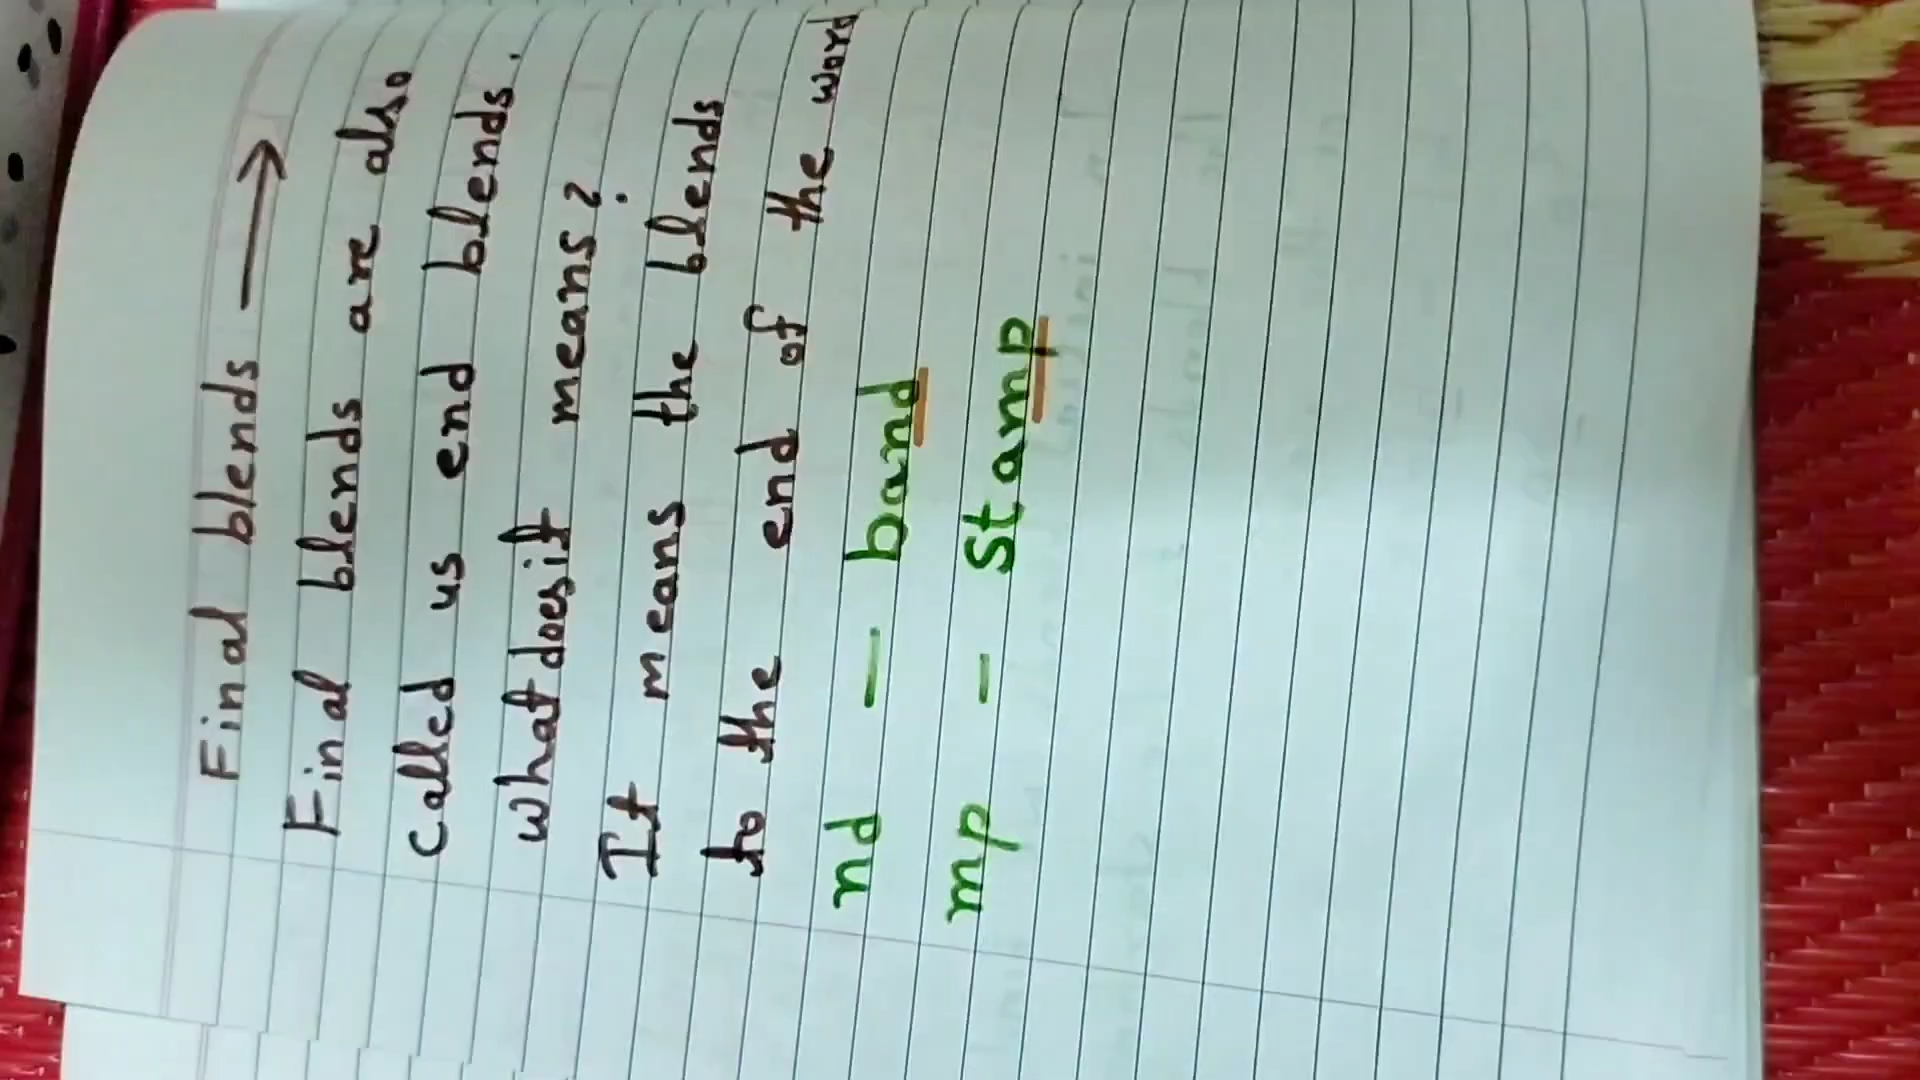 Final blends →
Final blends are also
called us end blends.
what does it means?
It means the blends
to the end of the word
nd – band
mp – stamp